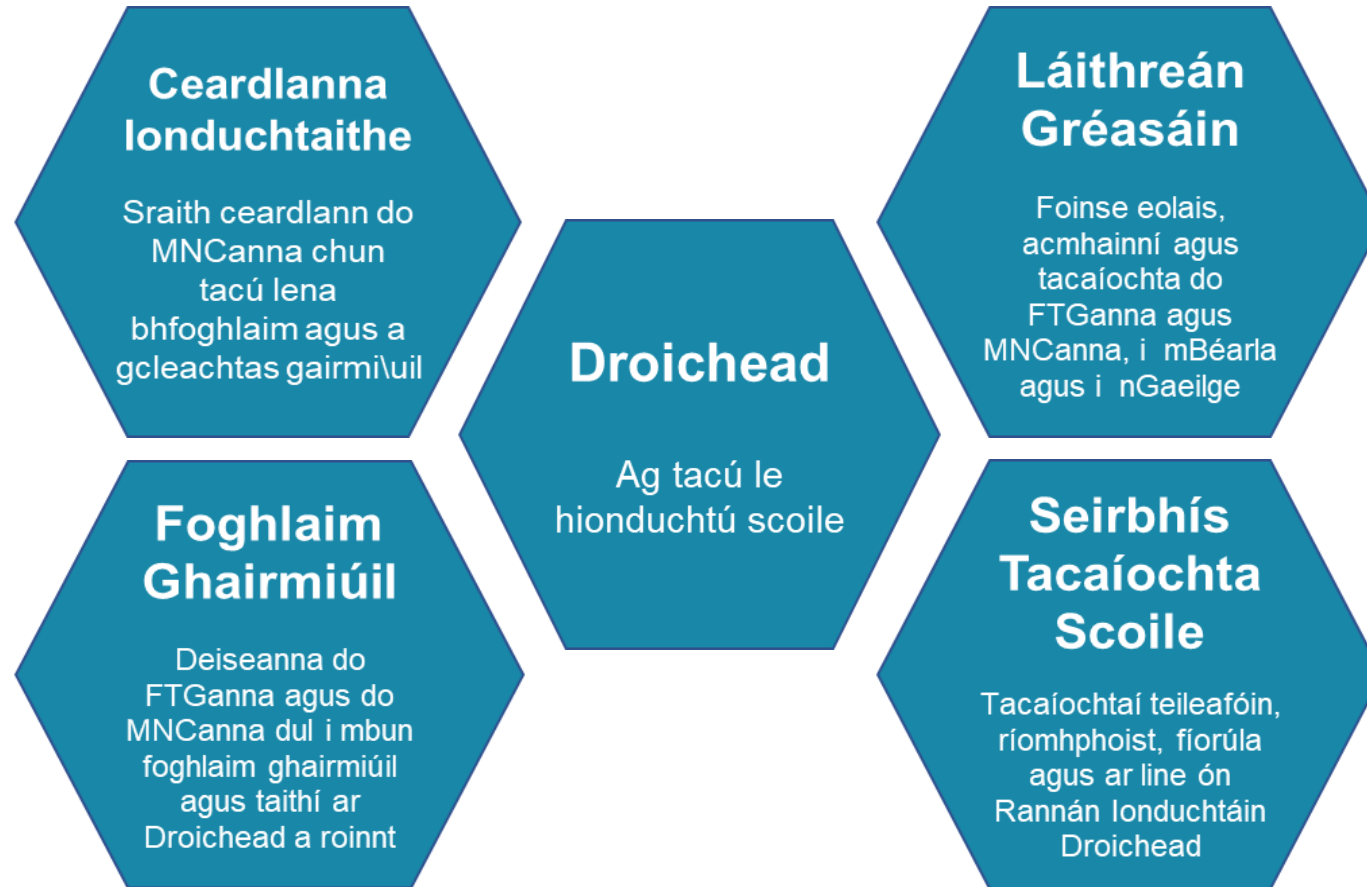 Ceardlanna
Ionduchtaithe
Sraith ceardlann do
MNCanna chun
tacú lena
bhfoghlaim agus a
gcleachtas gairmi\uil
Foghlaim
Ghairmiúil
Deiseanna do
FTGanna agus do
MNCanna dul i mbun
foghlaim ghairmiúil
agus taithí ar
Droichead a roinnt
Droichead
Ag tacú le
hionduchtú scoile
Láithreán
Gréasáin
Foinse eolais,
acmhainní agus
tacaíochta do
FTGanna agus
MNCanna, i mBéarla
agus i nGaeilge
Seirbhís
Tacaíochta
Scoile
Tacaíochtaí teileafóin,
ríomhphoist, fíorúla
agus ar line ón
Rannán Ionduchtáin
Droichead